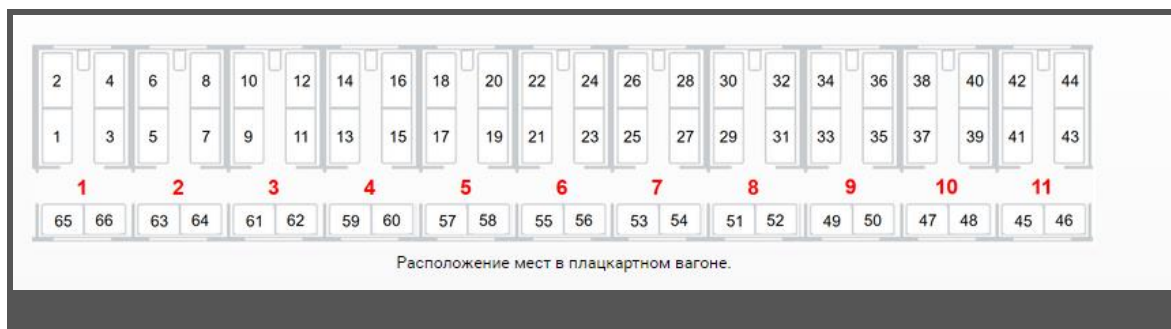 2 4 6 8 10 12 14 16 18 20 22 24 26 28 30 32 34 36 38 40 42 44
1 3 5 7 9 11 13 15 17 19 21 23 25 27 29 31 33 35 37 39 41 43
1 2 3 4 5 6 7 8 9 10 11
65 66 63 64 61 62 59 60 57 58 55 56 53 54 51 52 49 50 47 48 45 46
Расположение мест в плацкартном вагоне.